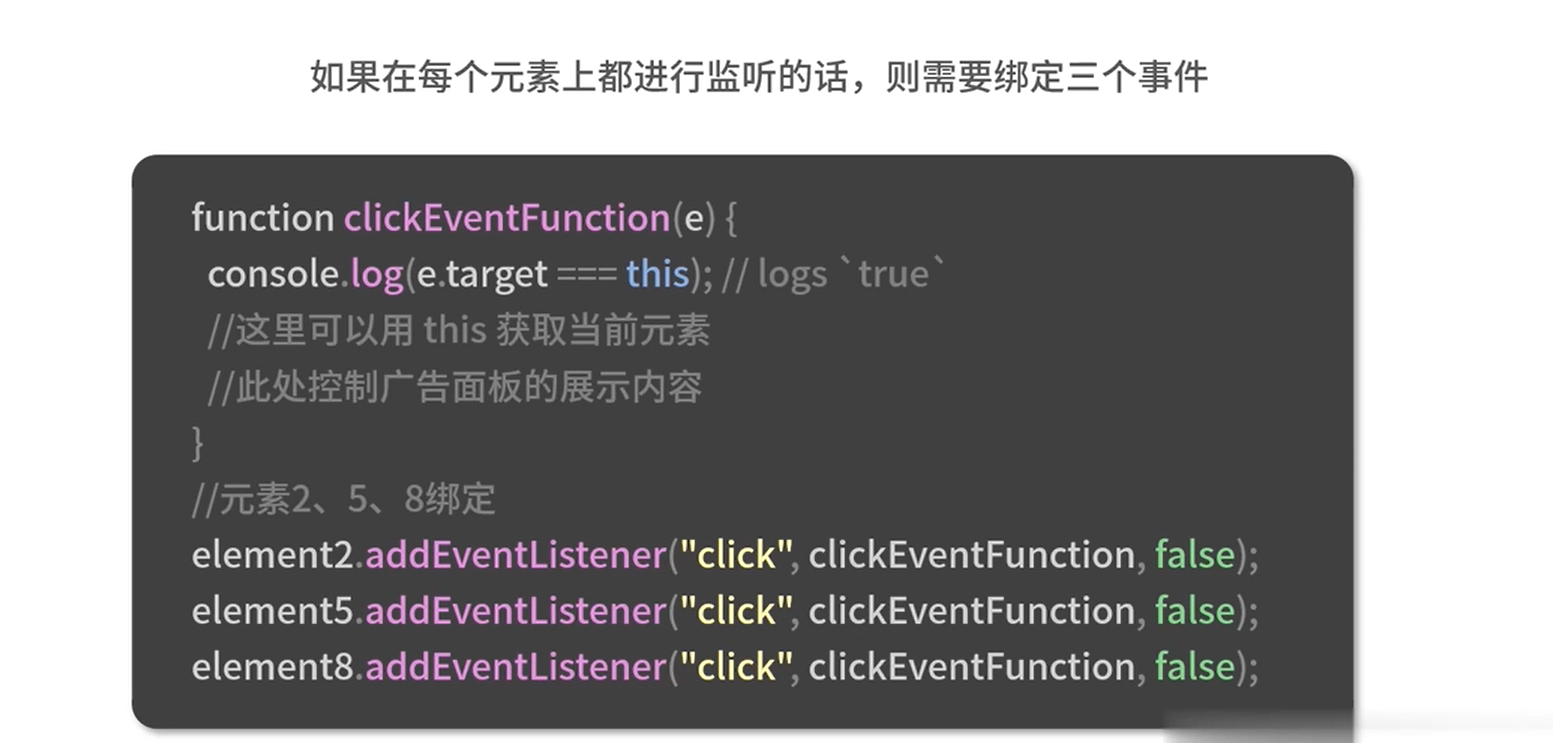 如果在每个元素上都进行监听的话，则需要绑定三个事件
function clickEventFunction(e) {
console.log(e.target === this); // logs `true`
//这里可以用 this 获取当前元素
//此处控制广告面板的展示内容
}
//元素2、5、8绑定
element2.addEventListener("click", clickEventFunction, false);
element5.addEventListener("click", clickEventFunction, false);
element8.addEventListener("click", clickEventFunction, false);